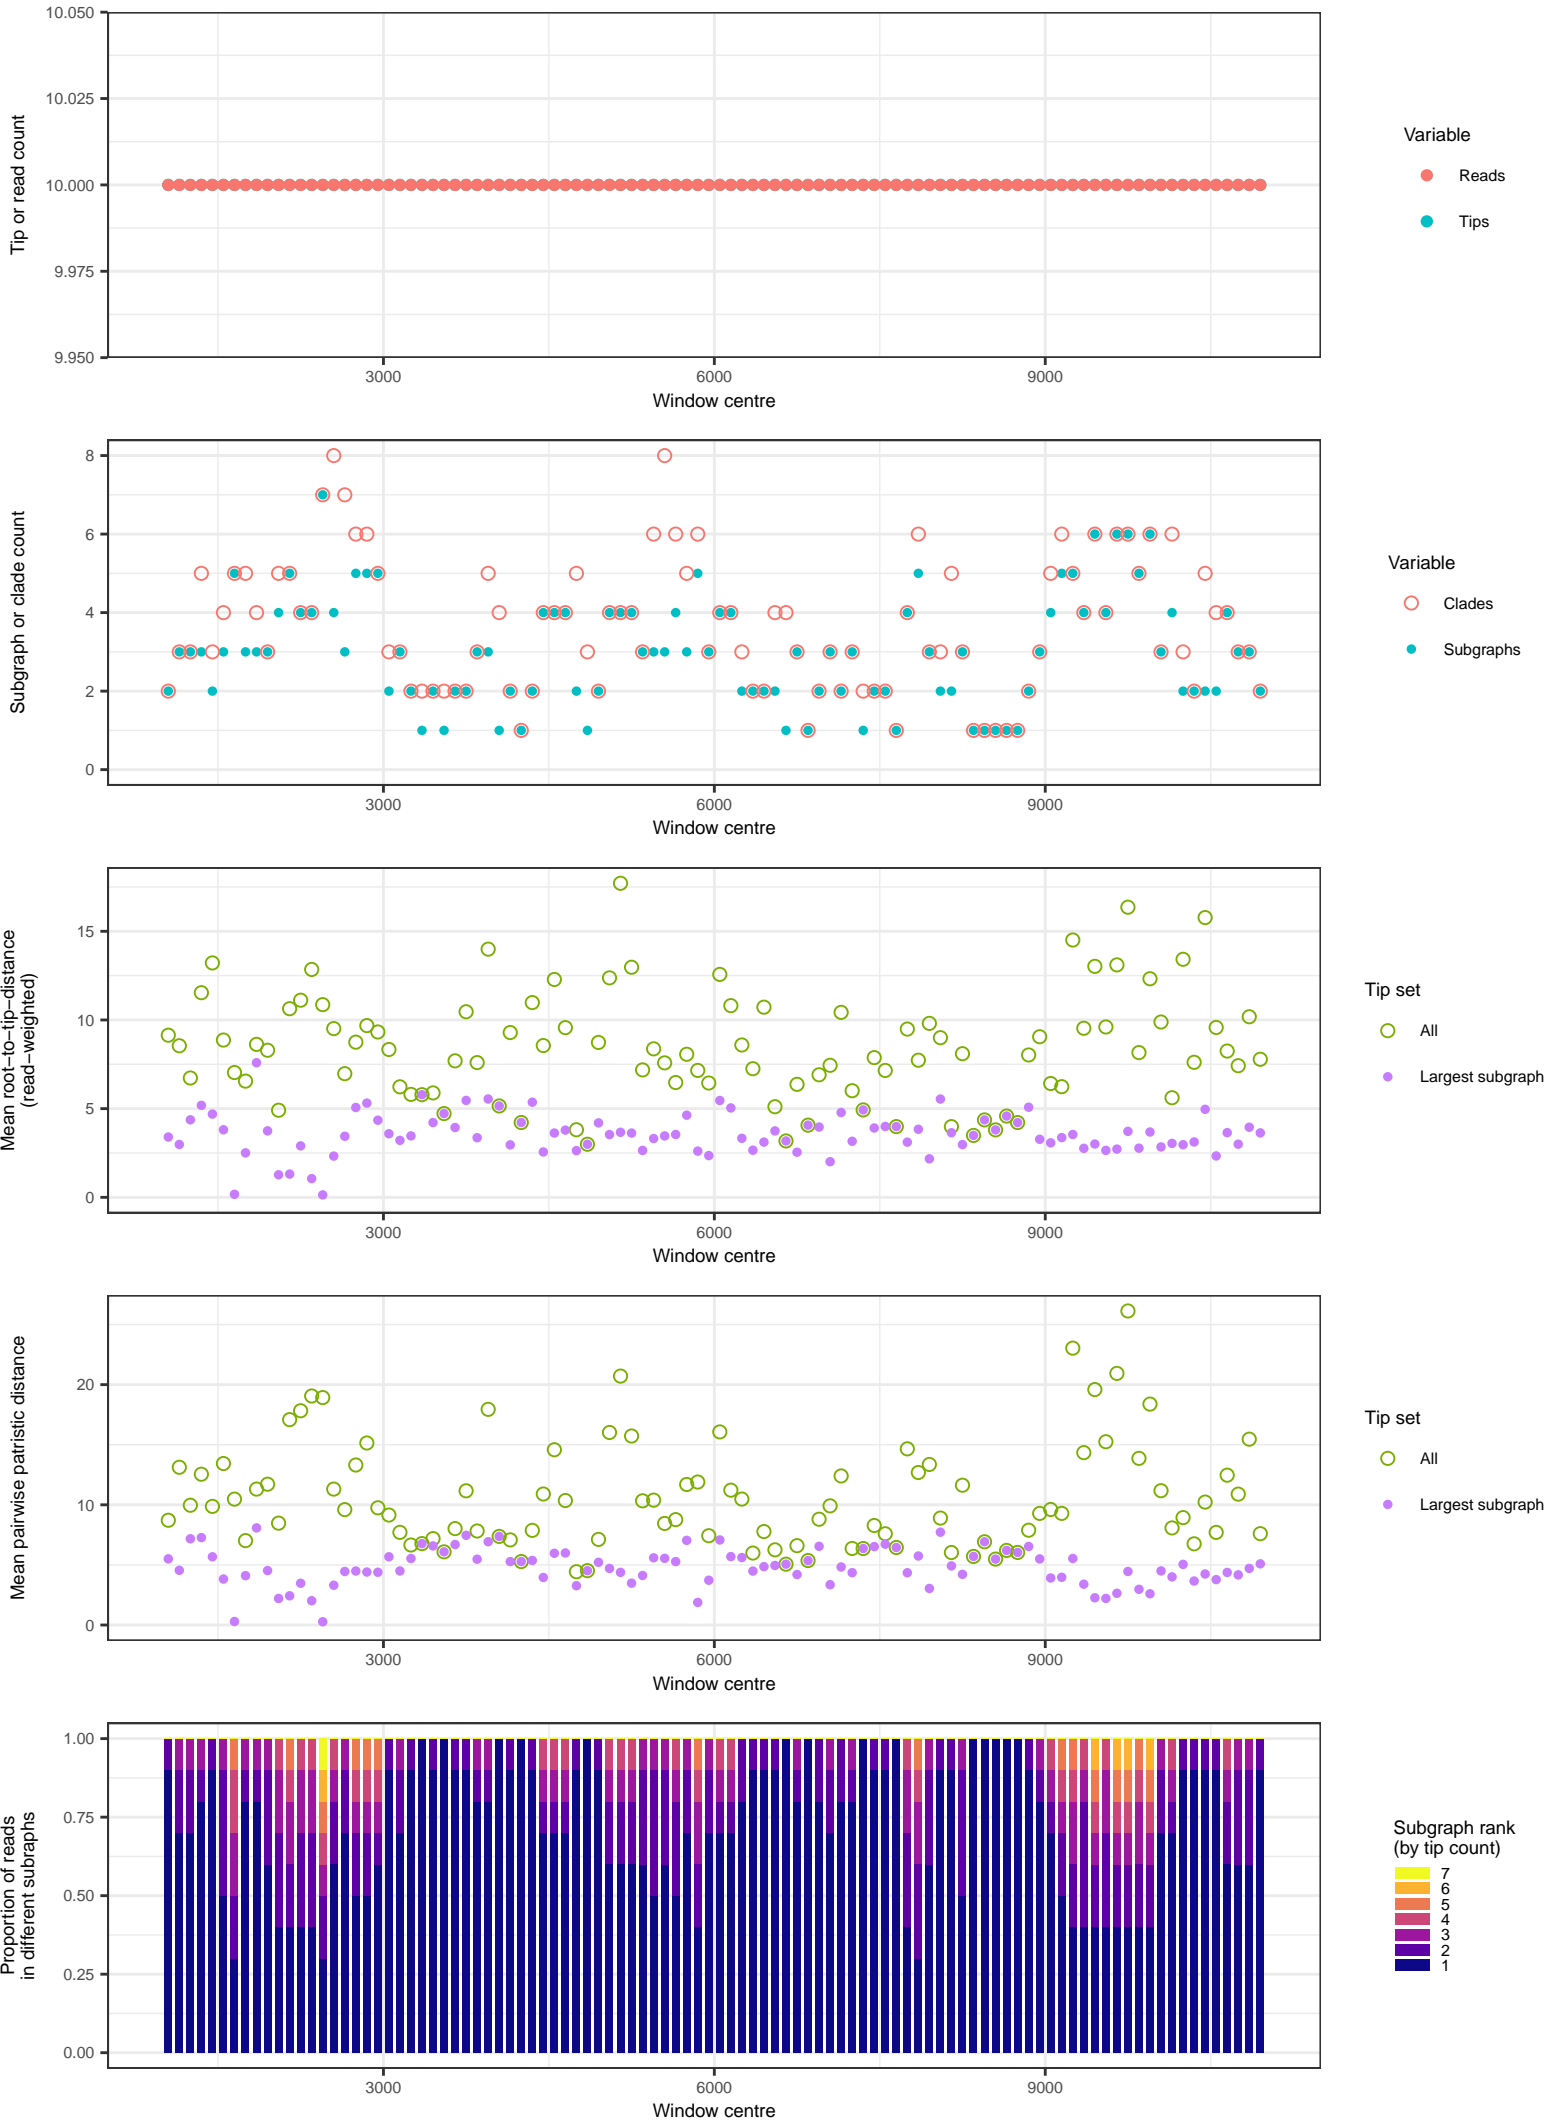 10.050
10.025
10.000
9.975
9.950
Tip or read count
3000
6000
9000
Window centre
Variable
Reads
Tips
8
6
4
2
0
Subgraph or clade count
3000
6000
9000
Window centre
Variable
Clades
Subgraphs
15
10
5
0
Mean root−to−tip−distance
(read−weighted)
3000
6000
9000
Window centre
Tip set
All
Largest subgraph
20
10
0
Mean pairwise patristic distance
3000
6000
9000
Window centre
Tip set
All
Largest subgraph
1.00
0.75
0.50
0.25
0.00
Proportion of reads
in different subraphs
3000
6000
9000
Window centre
Subgraph rank
(by tip count)
7
6
5
4
3
2
1